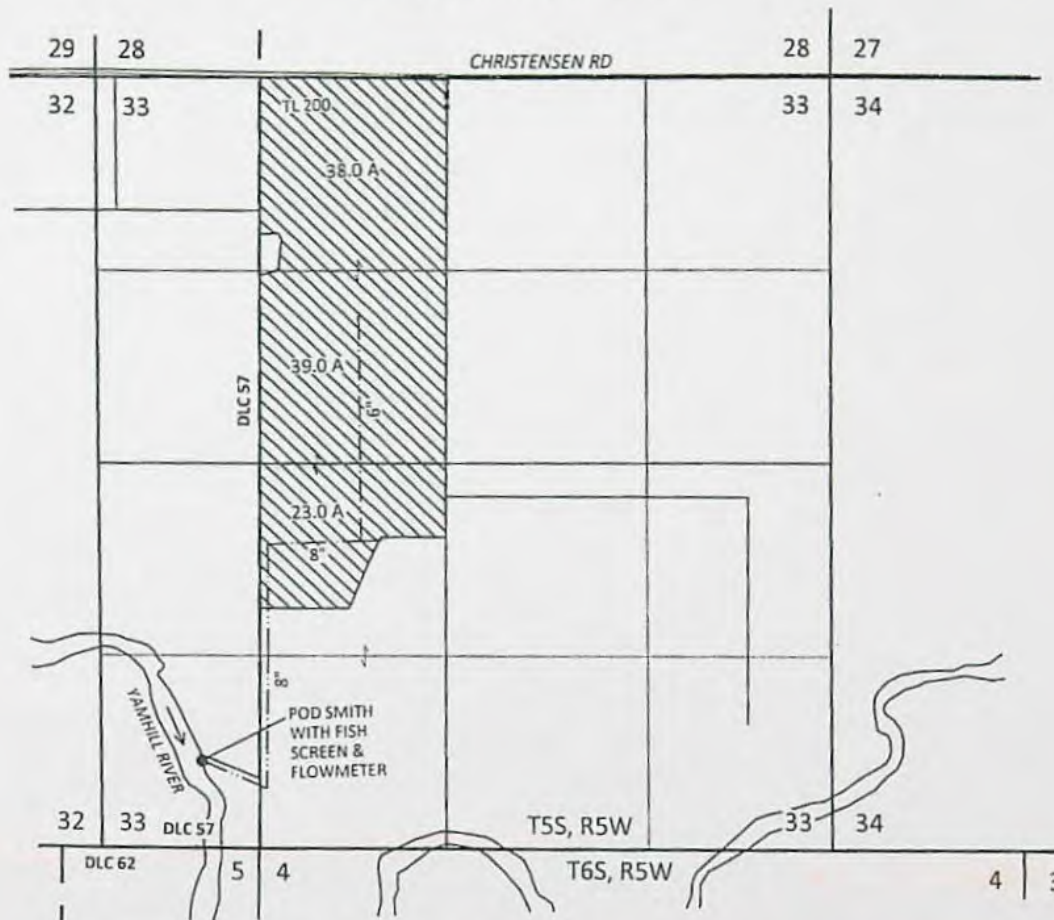 29 28
CHRISTENSEN RD
28 27
32 33
33 34
TL 200
38.0 A
39.0 A
DLC 57
6"
23.0 A
8"
8"
POD SMITH
WITH FISH
SCREEN &
FLOWMETER
YAMHILL RIVER
32 33
DLC 57
T5S, R5W
33 34
DLC 62
5 4
T6S, R5W
4 3